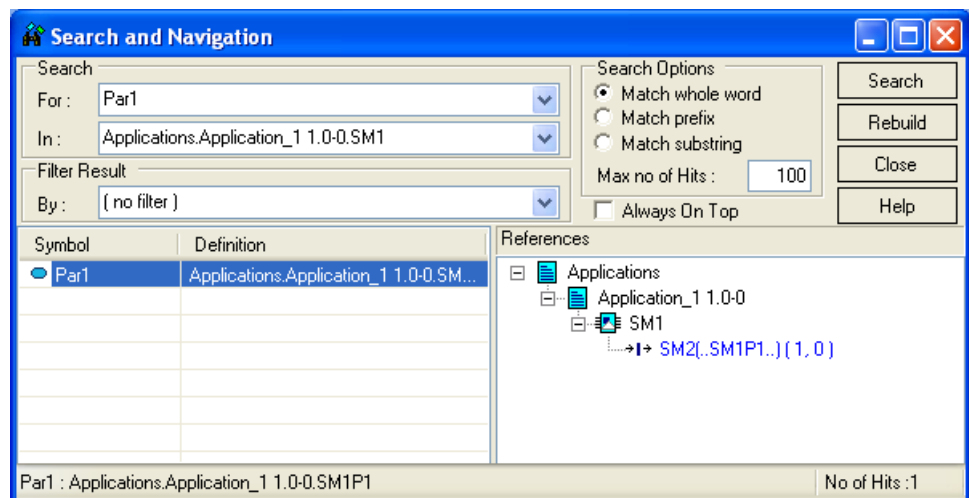 Search and Navigation
Search
For :
Par1
In :
Applications.Application_1 1.0-0.SM1
Filter Result
By :
( no filter )
Search Options
Match whole word
Match prefix
Match substring
Max no of Hits :
100
Always On Top
Search
Rebuild
Close
Help
Symbol
Definition
Par1
Applications.Application_1 1.0-0.SM...
References
Applications
Application_1 1.0-0
SM1
SM2(..SM1P1..) ( 1, 0 )
Par1 : Applications.Application_1 1.0-0.SM1P1
No of Hits :1